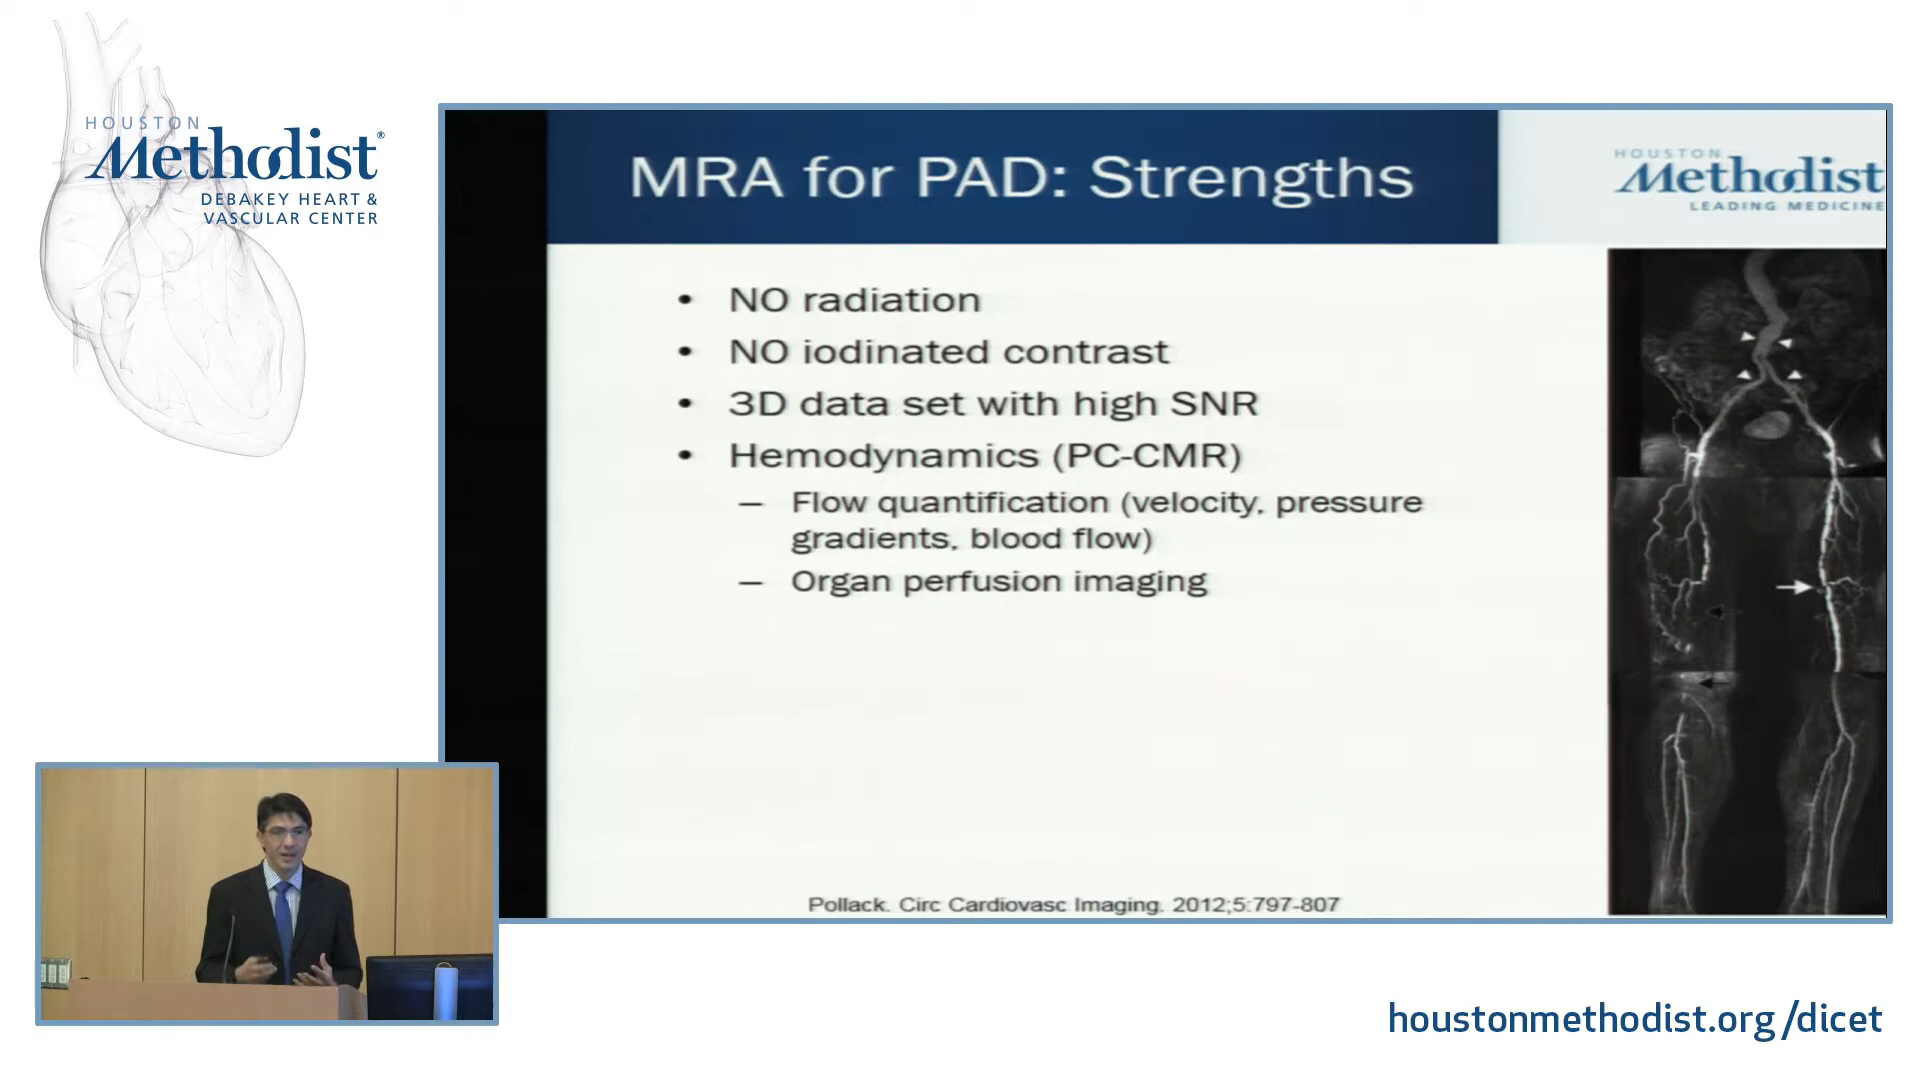 HOUSTON
Methodist®
DEBAKEY HEART &
VASCULAR CENTER
MRA for PAD: Strengths
HOUSTON
Methodist
LEADING MEDICINE
• NO radiation
• NO iodinated contrast
• 3D data set with high SNR
• Hemodynamics (PC-CMR)
– Flow quantification (velocity, pressure
gradients, blood flow)
– Organ perfusion imaging
Pollack. Circ Cardiovasc Imaging. 2012;5:797-807
houstonmethodist.org/dicet